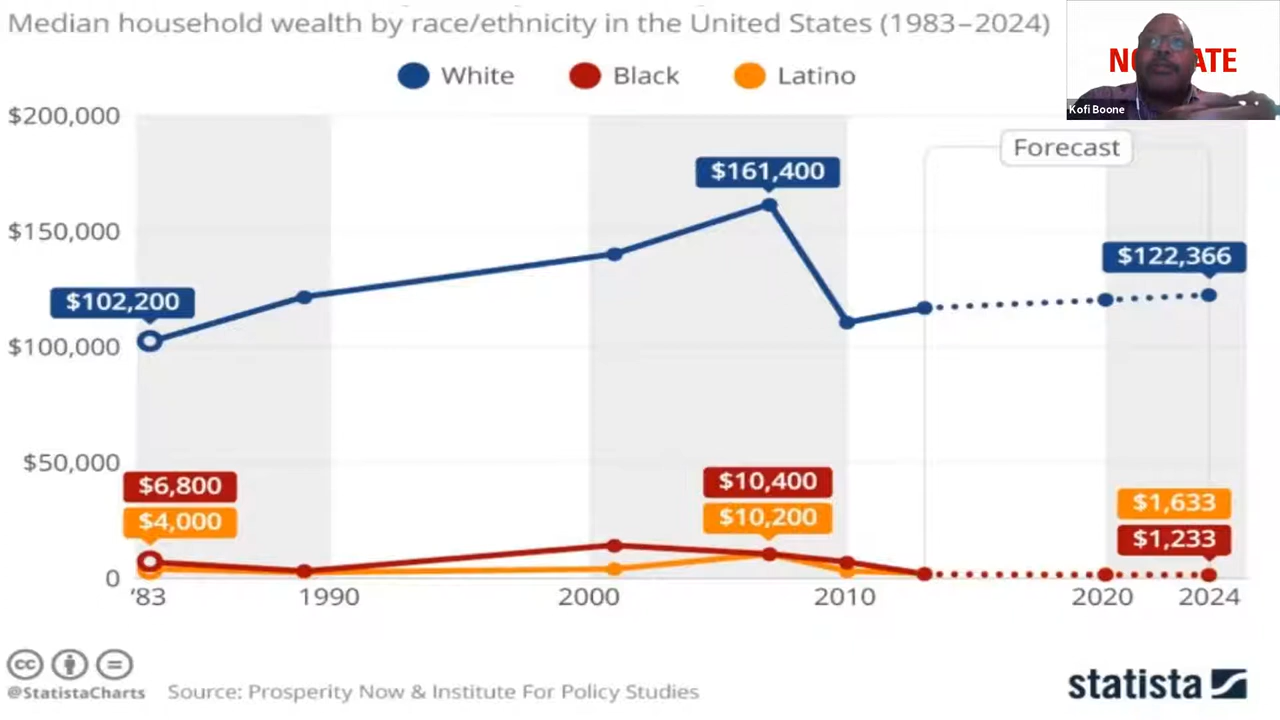 Median household wealth by race/ethnicity in the United States (1983–2024)
White Black Latino
Kofi Boone
$200,000
Forecast
$161,400
$150,000
$122,366
$102,200
$100,000
$50,000
$6,800
$10,400
$4,000
$10,200
$1,633
$1,233
0
'83 1990 2000 2010 2020 2024
@StatistaCharts Source: Prosperity Now & Institute For Policy Studies
statista